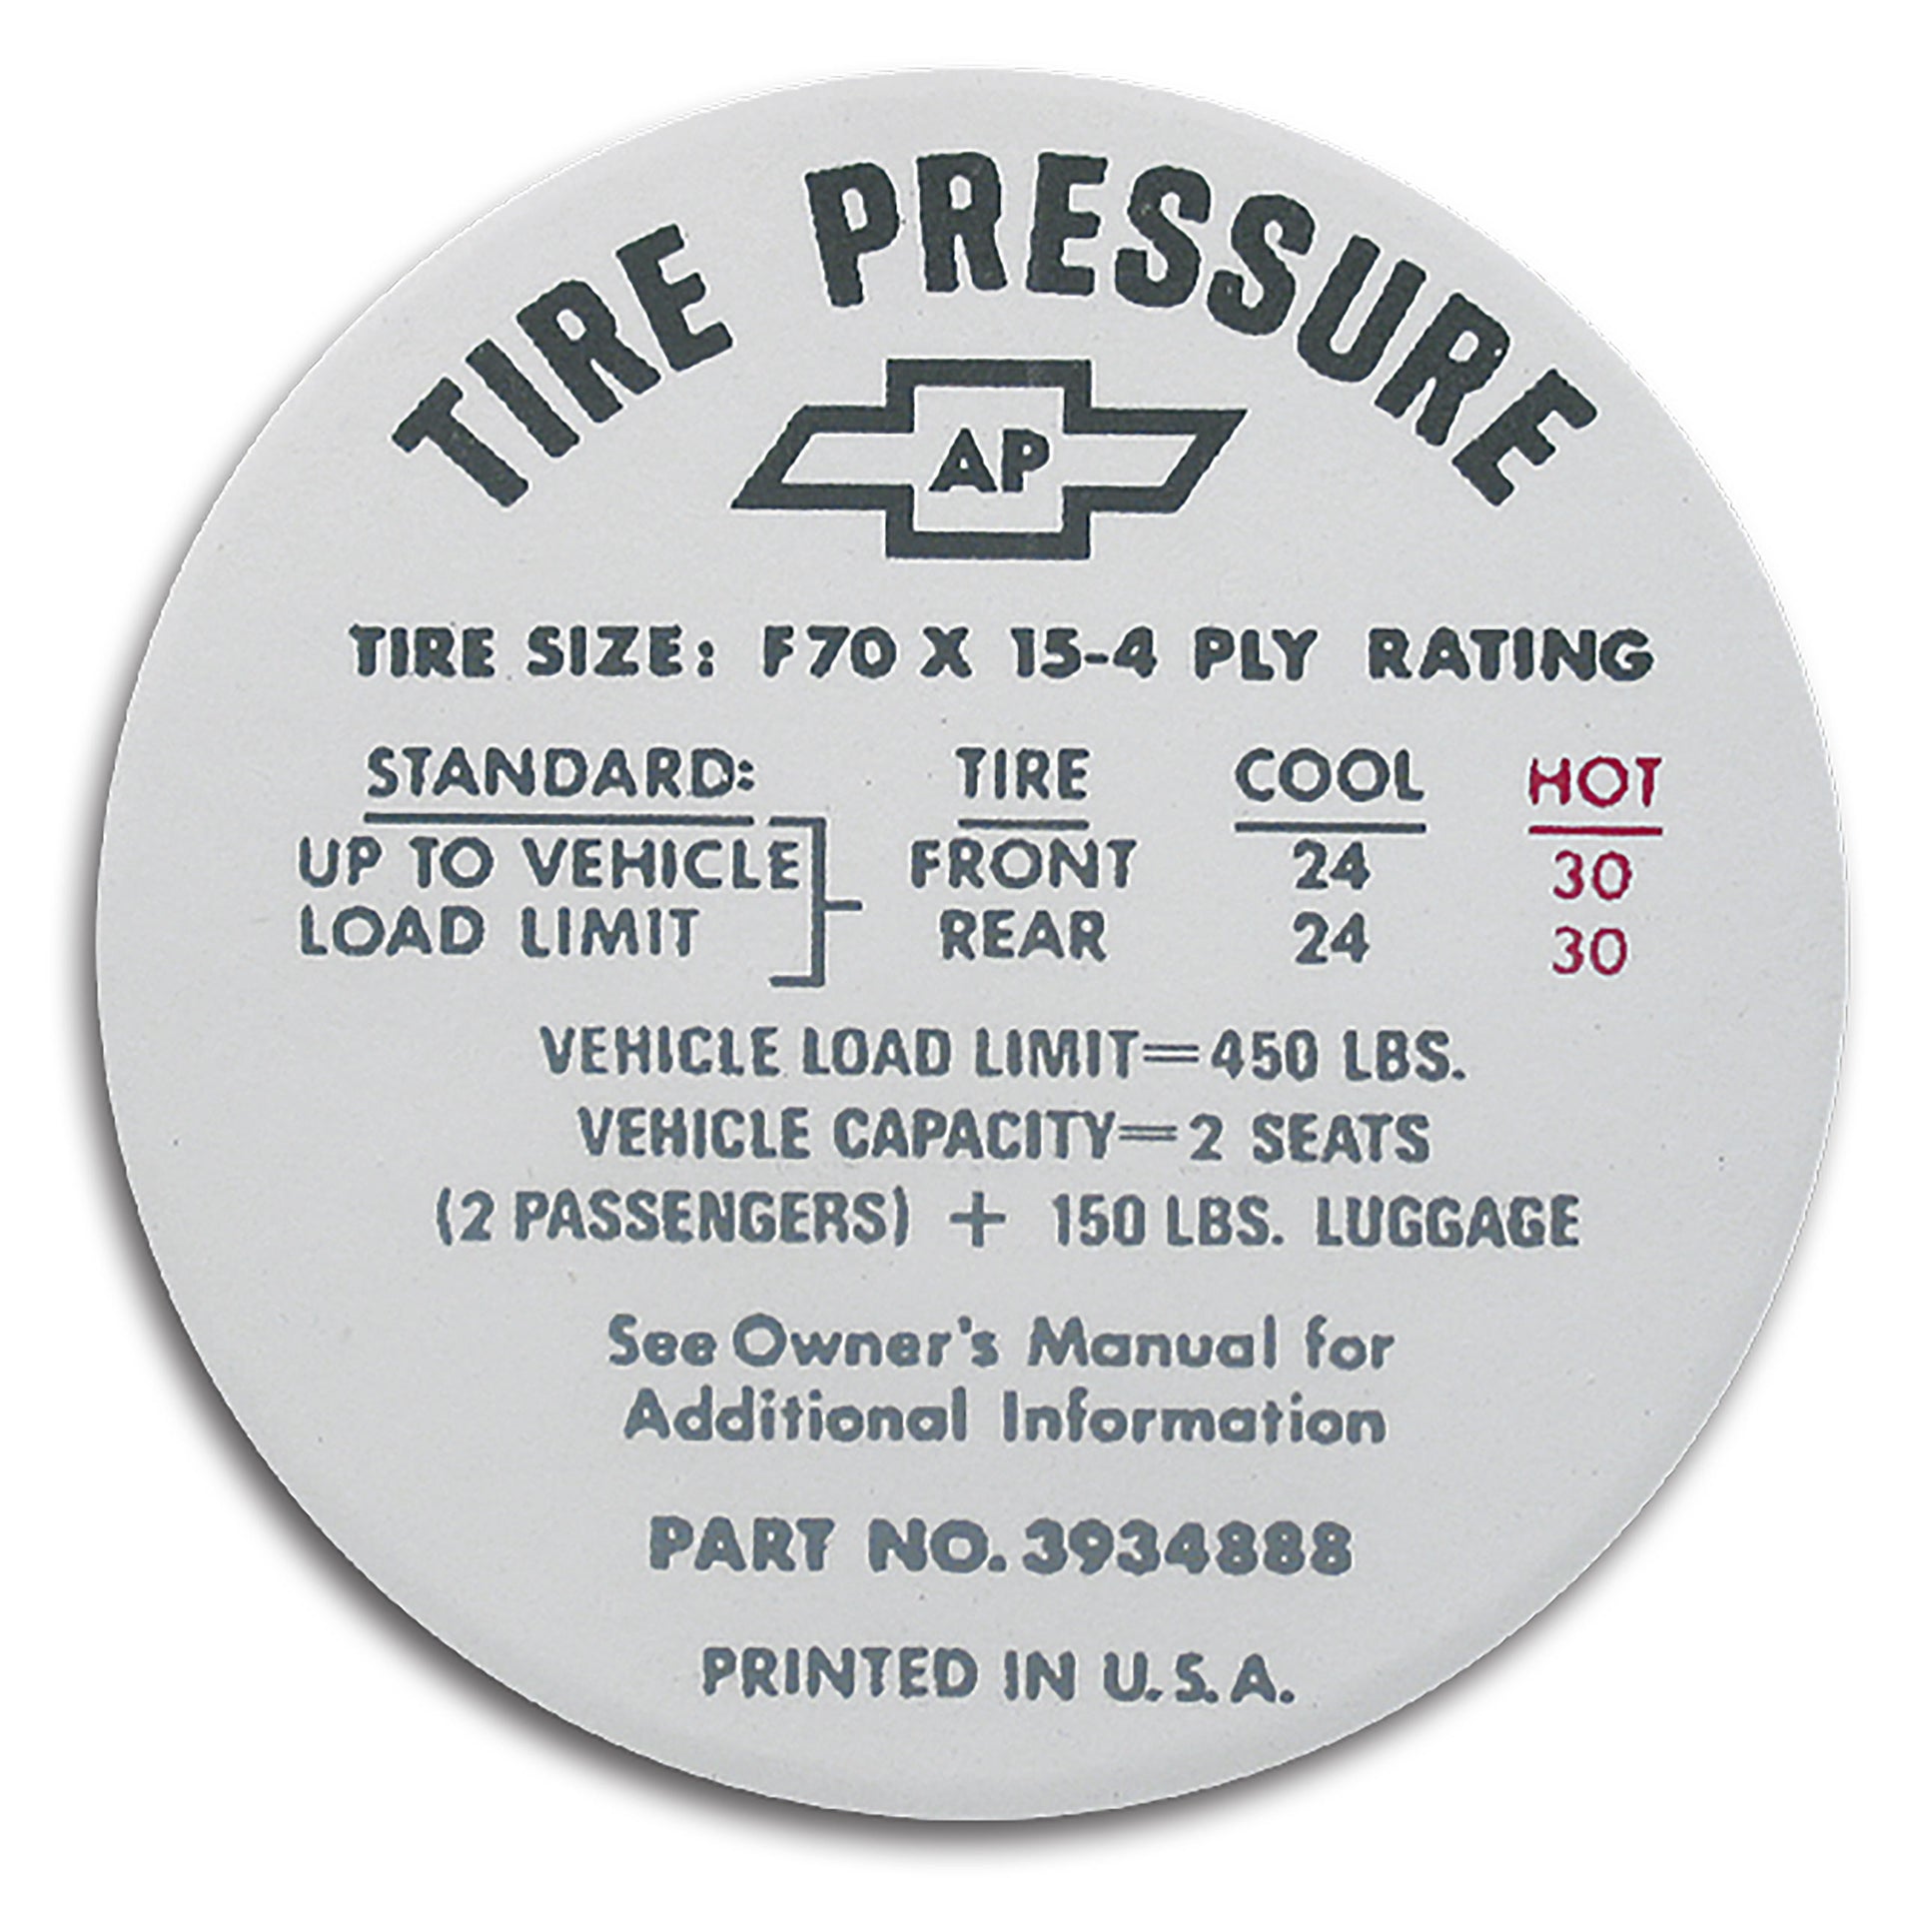 TIRE PRESSURE
AP
TIRE SIZE: F70 X 15-4 PLY RATING
STANDARD: TIRE COOL HOT
UP TO VEHICLE FRONT 24 30
LOAD LIMIT REAR 24 30
VEHICLE LOAD LIMIT=450 LBS.
VEHICLE CAPACITY=2 SEATS
(2 PASSENGERS) + 150 LBS. LUGGAGE
See Owner's Manual for
Additional Information
PART NO. 3934888
PRINTED IN U.S.A.